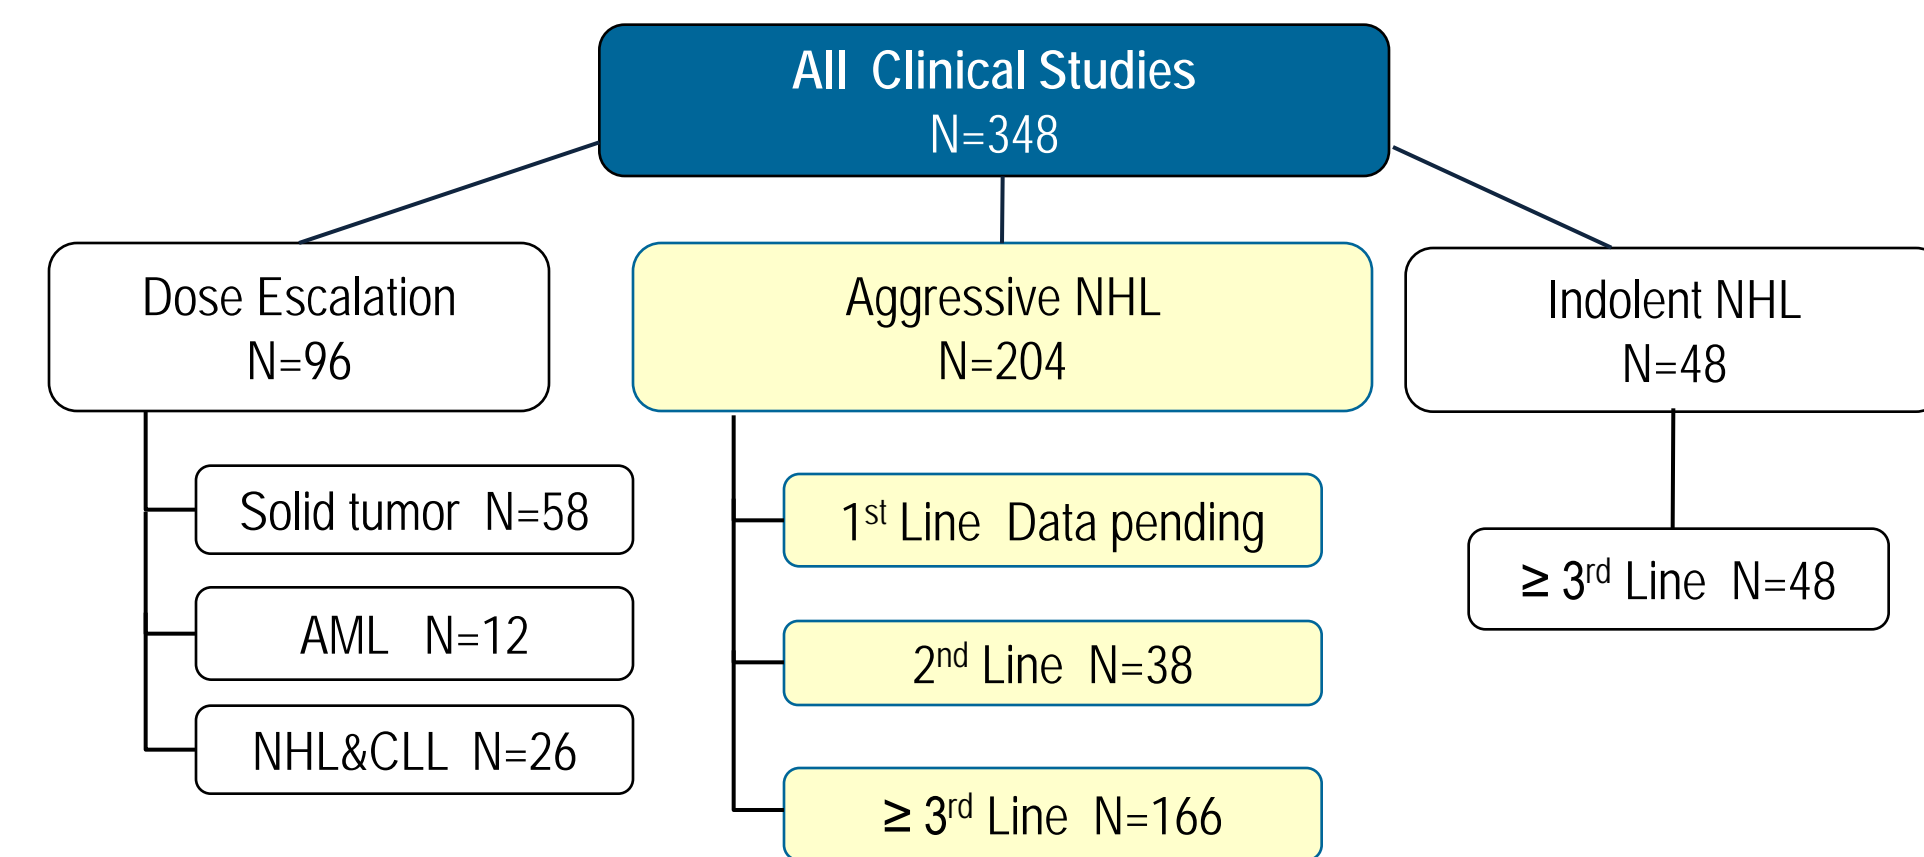 All Clinical Studies
N=348
Dose Escalation
N=96
Solid tumor N=58
AML N=12
NHL&CLL N=26
Aggressive NHL
N=204
1st Line Data pending
2nd Line N=38
≥ 3rd Line N=166
Indolent NHL
N=48
≥ 3rd Line N=48